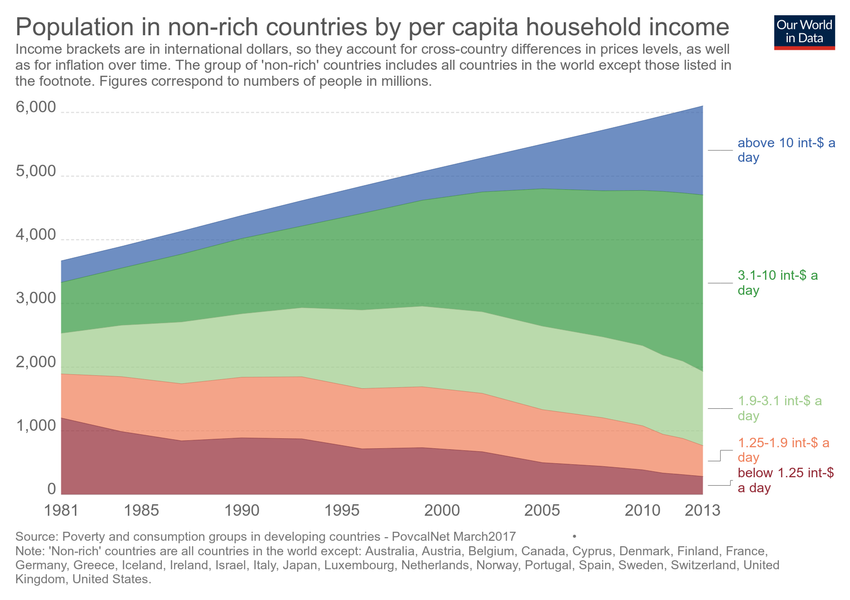 Population in non-rich countries by per capita household income
Our World
in Data
Income brackets are in international dollars, so they account for cross-country differences in prices levels, as well
as for inflation over time. The group of 'non-rich' countries includes all countries in the world except those listed in
the footnote. Figures correspond to numbers of people in millions.
6,000
5,000
4,000
3,000
2,000
1,000
0
above 10 int-$ a
day
3.1-10 int-$ a
day
1.9-3.1 int-$ a
day
1.25-1.9 int-$ a
day
below 1.25 int-$
a day
1981 1985 1990 1995 2000 2005 2010 2013
Source: Poverty and consumption groups in developing countries - PovcalNet March2017 •
Note: 'Non-rich' countries are all countries in the world except: Australia, Austria, Belgium, Canada, Cyprus, Denmark, Finland, France,
Germany, Greece, Iceland, Ireland, Israel, Italy, Japan, Luxembourg, Netherlands, Norway, Portugal, Spain, Sweden, Switzerland, United
Kingdom, United States.